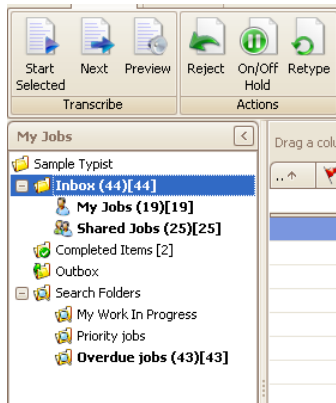 Start Selected
Next
Preview
Reject
On/Off Hold
Retype
Transcribe
Actions
My Jobs
Drag a colu
Sample Typist
Inbox (44)[44]
My Jobs (19)[19]
Shared Jobs (25)[25]
Completed Items [2]
Outbox
Search Folders
My Work In Progress
Priority jobs
Overdue jobs (43)[43]